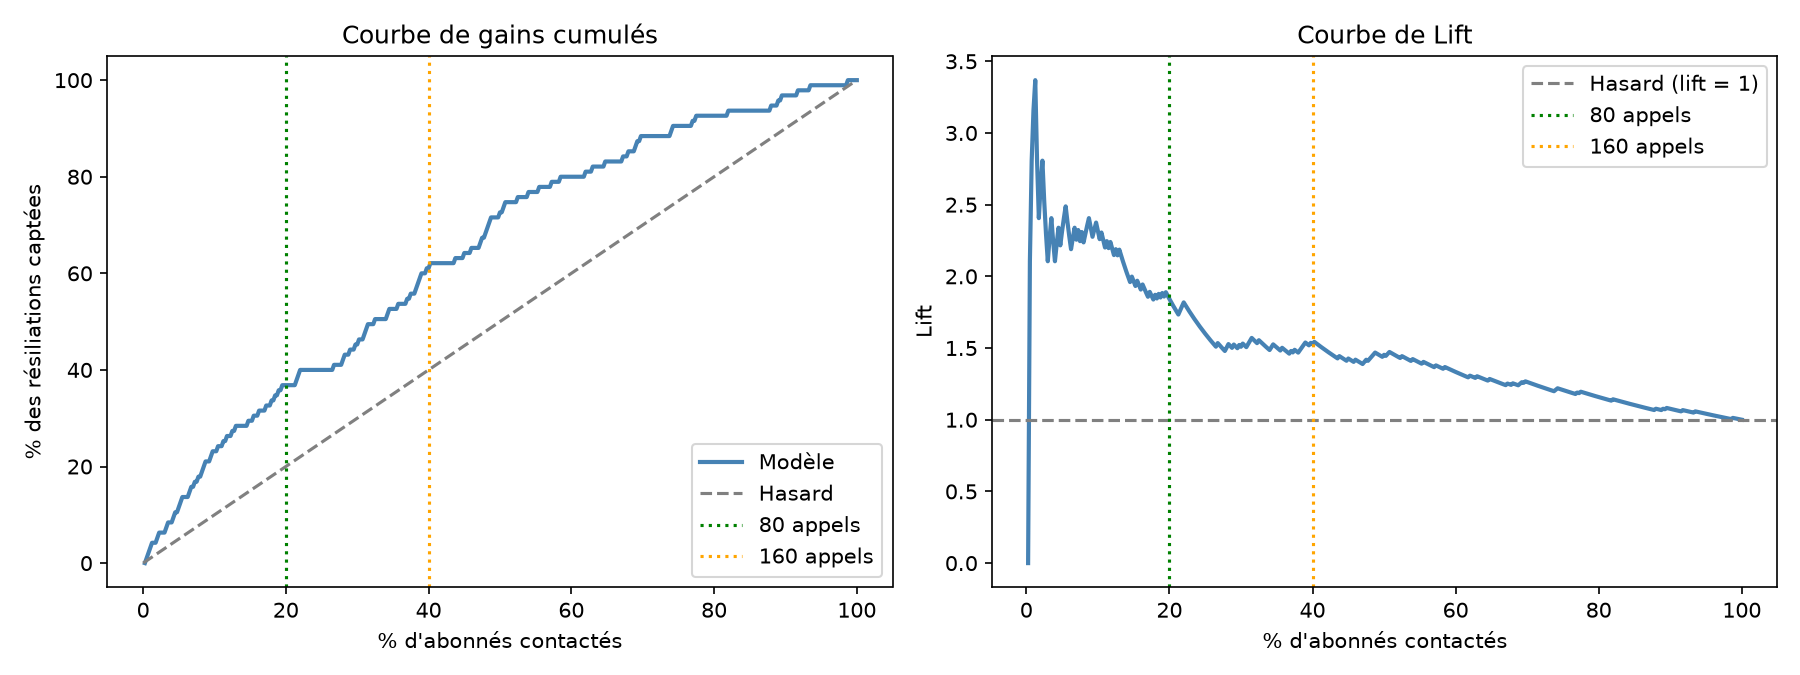 Courbe de gains cumulés
% des résiliations captées
100
80
60
40
20
0
0 20 40 60 80 100
% d'abonnés contactés
Modèle
Hasard
80 appels
160 appels
Courbe de Lift
Lift
3.5
3.0
2.5
2.0
1.5
1.0
0.5
0.0
0 20 40 60 80 100
% d'abonnés contactés
Hasard (lift = 1)
80 appels
160 appels